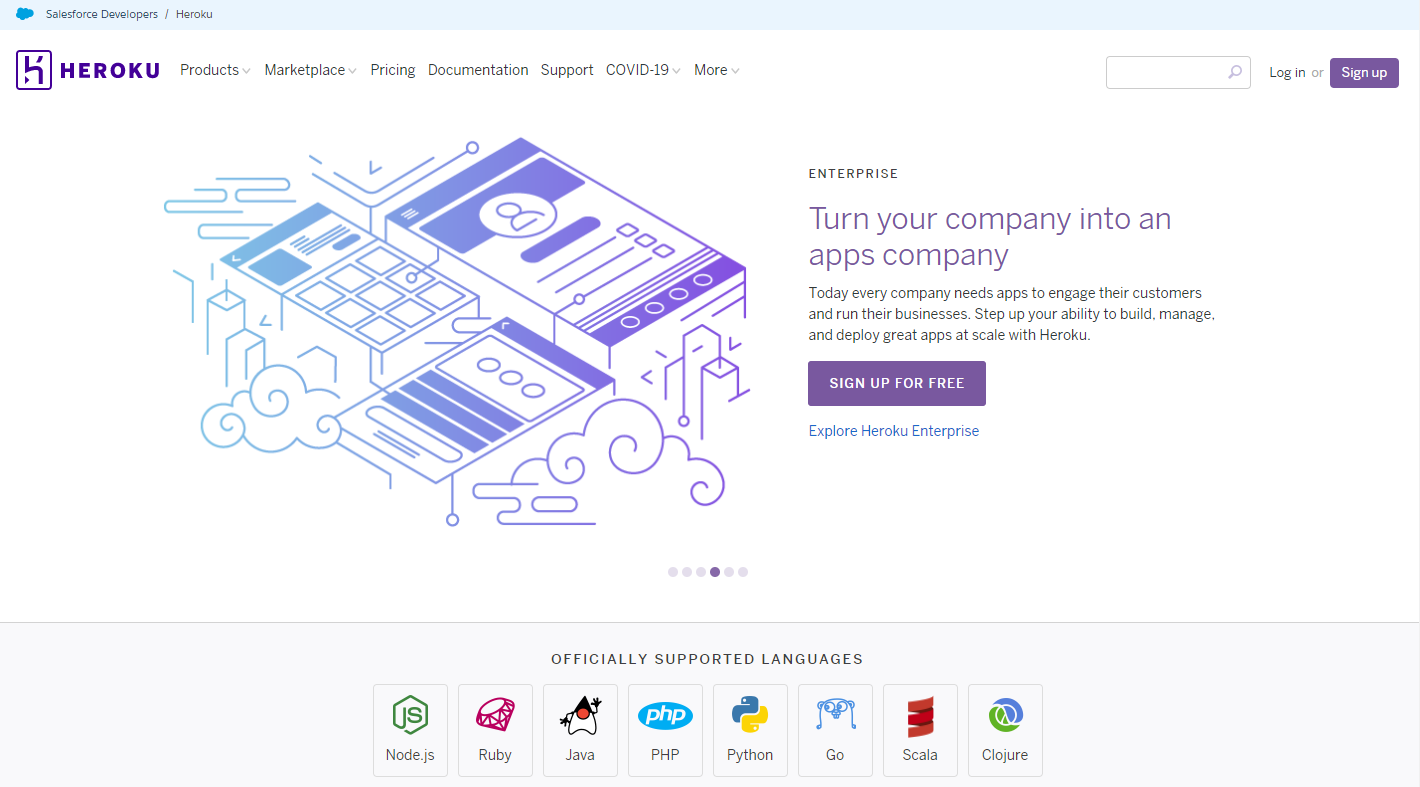 Salesforce Developers / Heroku
HEROKU Products Marketplace Pricing Documentation Support COVID-19 More Log in or Sign up
ENTERPRISE
Turn your company into an
apps company
Today every company needs apps to engage their customers
and run their businesses. Step up your ability to build, manage,
and deploy great apps at scale with Heroku.
SIGN UP FOR FREE
Explore Heroku Enterprise
OFFICIALLY SUPPORTED LANGUAGES
JS php
Node.js Ruby Java PHP Python Go Scala Clojure